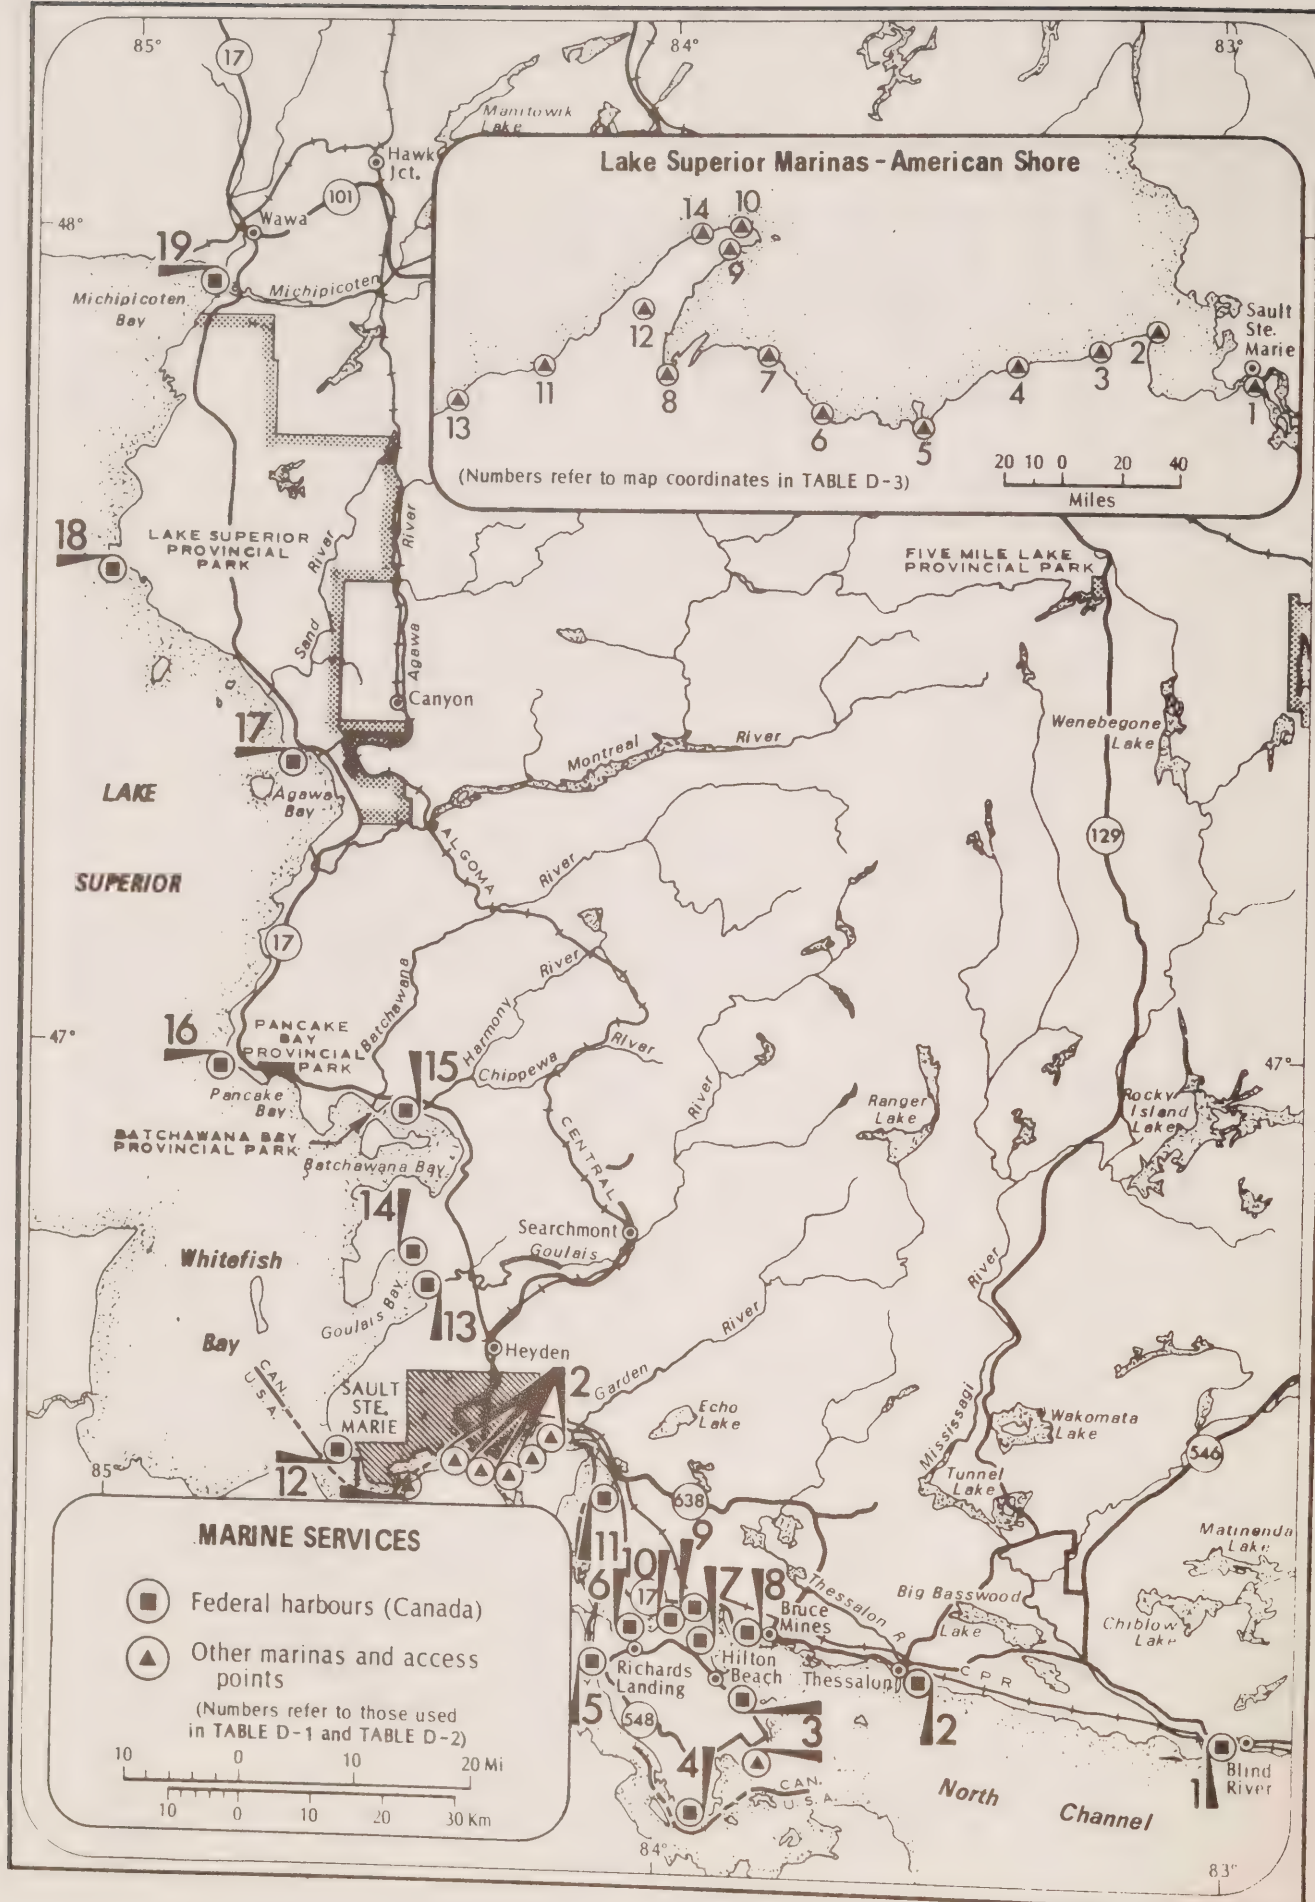 85°
84°
83°
17
Manitowik
Lake
Hawk
Jct.
101
Wawa
48°
19
Michipicoten
Bay
Michipicoten
Lake Superior Marinas - American Shore
14
10
9
12
11
13
8
7
6
5
4
3
2
1
Sault
Ste.
Marie
(Numbers refer to map coordinates in TABLE D-3)
20 10 0 20 40
Miles
18
LAKE SUPERIOR
PROVINCIAL
PARK
River
River
Sand
Agawa
Canyon
FIVE MILE LAKE
PROVINCIAL PARK
Wenebegone
Lake
17
Agawa
Bay
Montreal River
LAKE
SUPERIOR
129
ALGOMA
River
17
Batchawana
Harmony
River
47°
16
PANCAKE
BAY
PROVINCIAL
PARK
Pancake
Bay
15
Chippewa
River
47°
CENTRAL
River
Ranger
Lake
Rocky
Island
Lake
BATCHAWANA BAY
PROVINCIAL PARK
Batchawana Bay
14
Searchmont
Goulais
Whitefish
Bay
Goulais Bay
13
River
River
Heyden
CAN.
U.S.A.
SAULT
STE.
MARIE
12
Garden
Echo
Lake
Mississagi
Wakomata
Lake
546
Tunnel
Lake
85°
12
638
Matinenda
Lake
11
10
9
6
17
7
8
Bruce
Mines
Thessalon R.
Big Basswood
Lake
Chiblow
Lake
Richards
Landing
Hilton
Beach
Thessalon
C P R
5
548
3
2
4
CAN.
U.S.A.
North Channel
1
Blind
River
84°
83°
MARINE SERVICES
Federal harbours (Canada)
Other marinas and access
points
(Numbers refer to those used
in TABLE D-1 and TABLE D-2)
10 0 10 20 Mi
10 0 10 20 30 Km